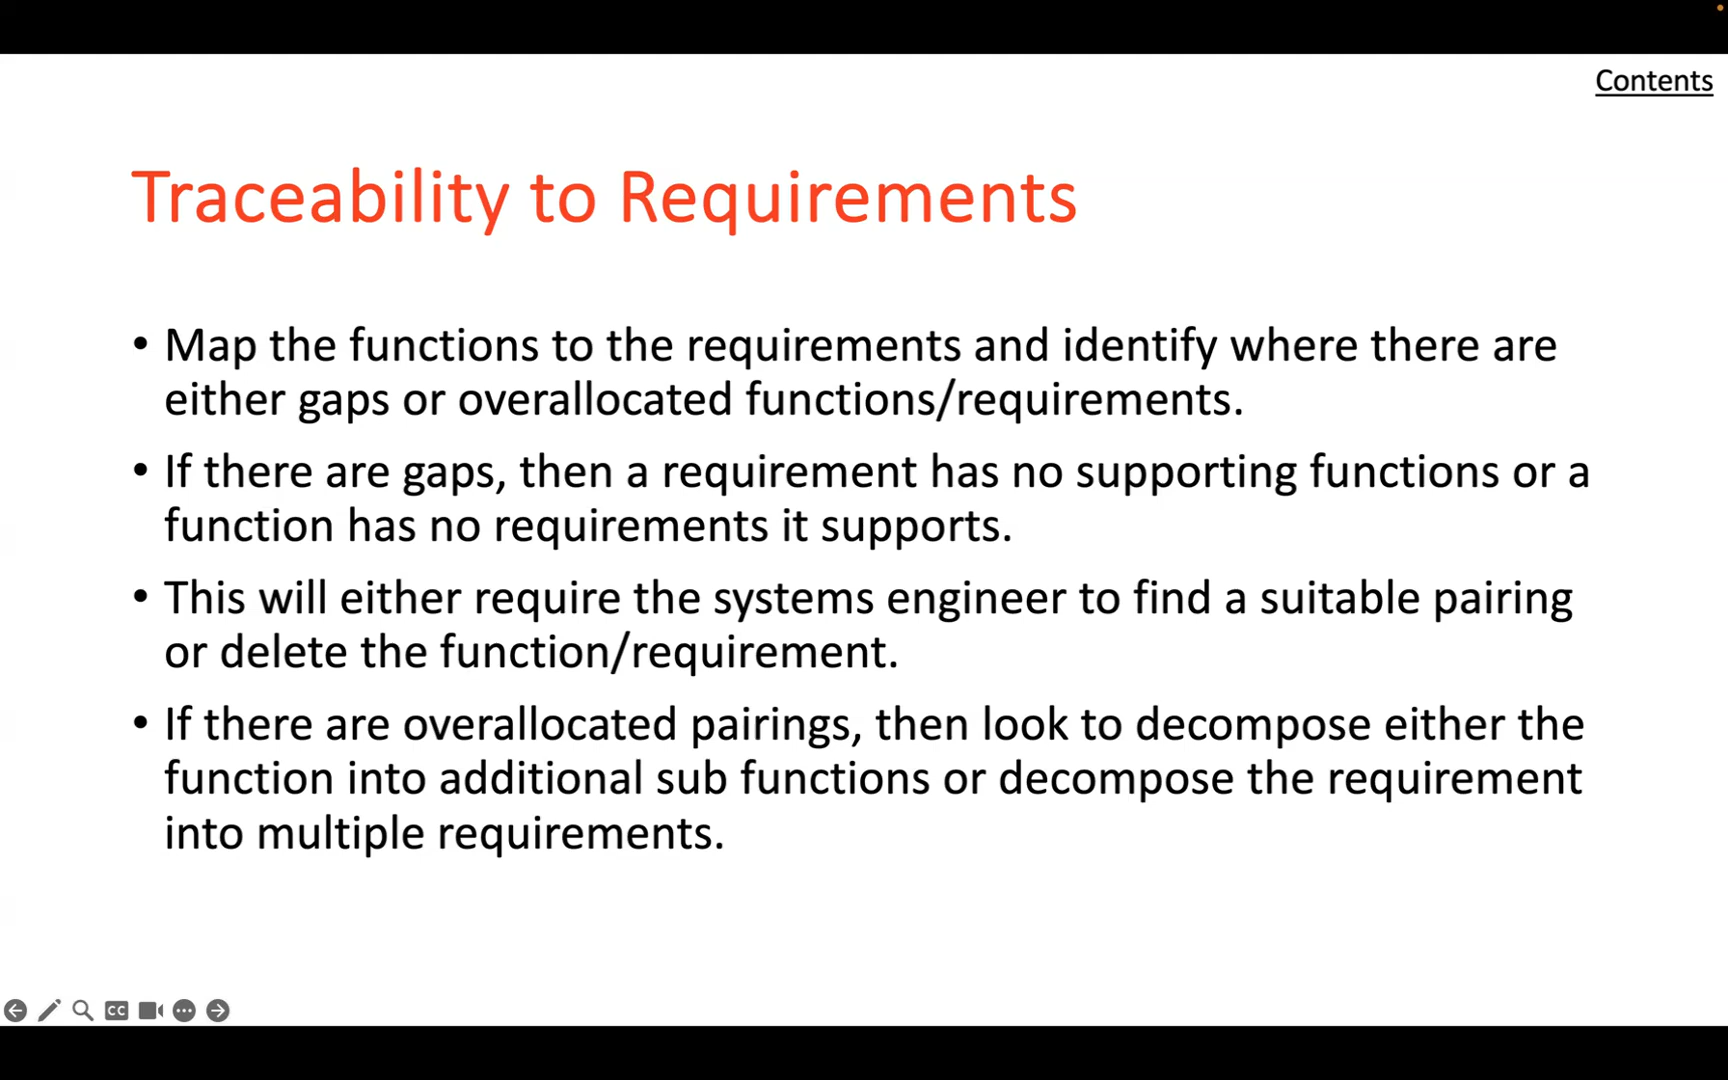 Contents
Traceability to Requirements
• Map the functions to the requirements and identify where there are
either gaps or overallocated functions/requirements.
• If there are gaps, then a requirement has no supporting functions or a
function has no requirements it supports.
• This will either require the systems engineer to find a suitable pairing
or delete the function/requirement.
• If there are overallocated pairings, then look to decompose either the
function into additional sub functions or decompose the requirement
into multiple requirements.
CC